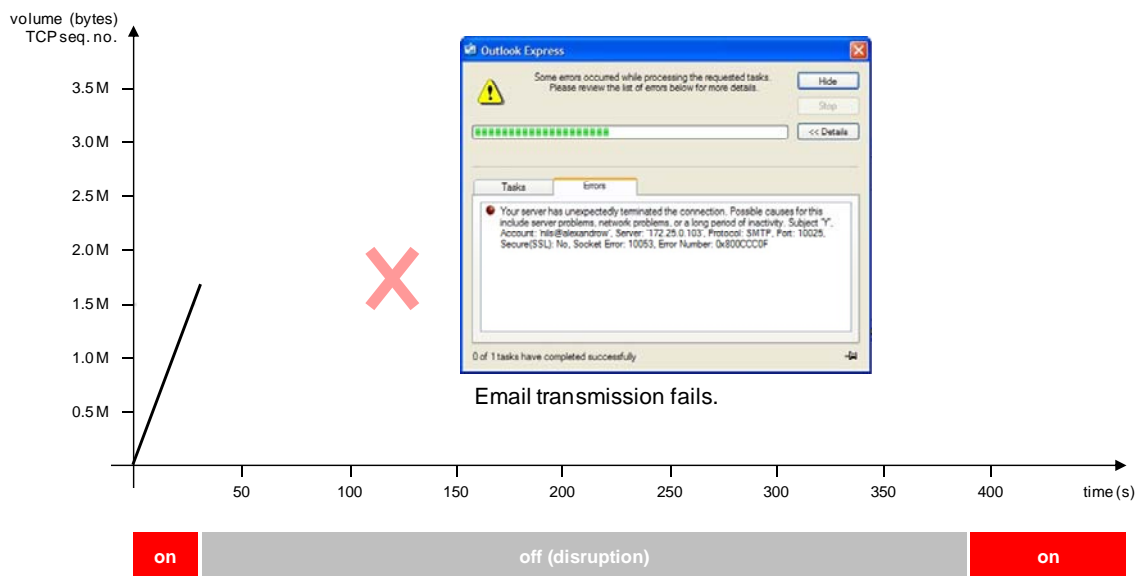 volume (bytes)
TCP seq. no.
3.5 M
3.0 M
2.5 M
2.0 M
1.5 M
1.0 M
0.5 M
Outlook Express
Some errors occurred while processing the requested tasks.
Please review the list of errors below for more details.
Hide
Stop
<< Details
Tasks
Errors
Your server has unexpectedly terminated the connection. Possible causes for this
include server problems, network problems, or a long period of inactivity. Subject 'Y',
Account: 'nils@alexandrow', Server: '172.25.0.103', Protocol: SMTP, Port: 10025,
Secure(SSL): No, Socket Error: 10053, Error Number: 0x800CCC0F
0 of 1 tasks have completed successfully
Email transmission fails.
50
100
150
200
250
300
350
400
time (s)
on
off (disruption)
on